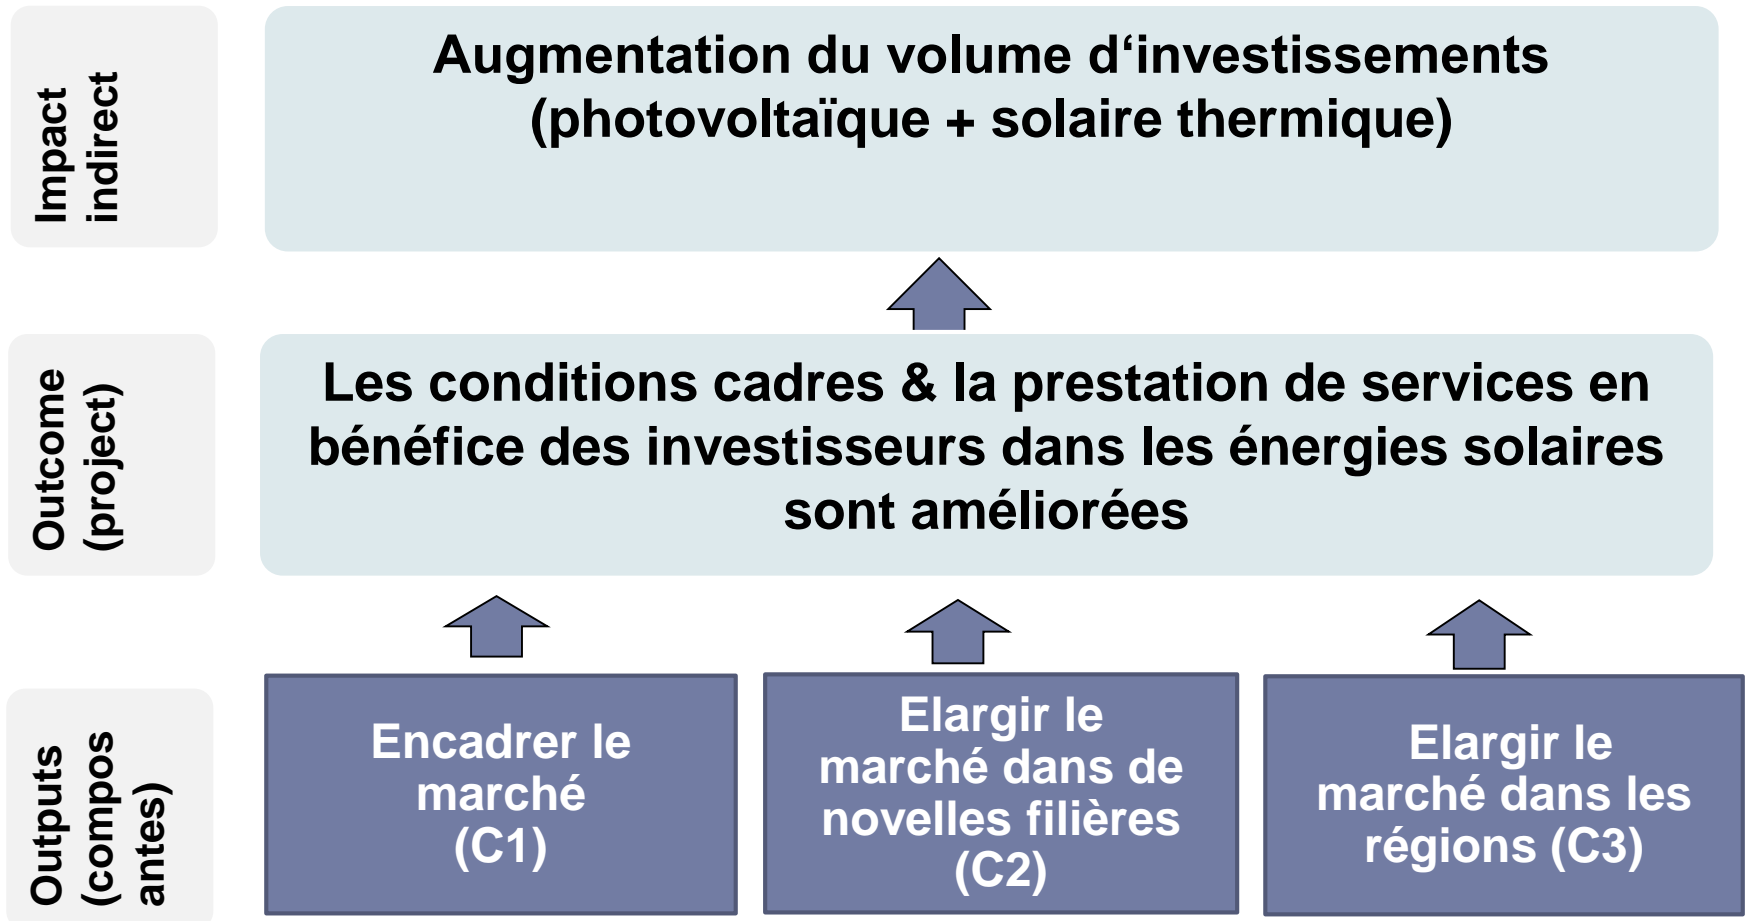 Impact
indirect
Augmentation du volume d‘investissements
(photovoltaïque + solaire thermique)
Outcome
(project)
Les conditions cadres & la prestation de services en
bénéfice des investisseurs dans les énergies solaires
sont améliorées
Outputs
(compos
antes)
Encadrer le
marché
(C1)
Elargir le
marché dans de
novelles filières
(C2)
Elargir le
marché dans les
régions (C3)